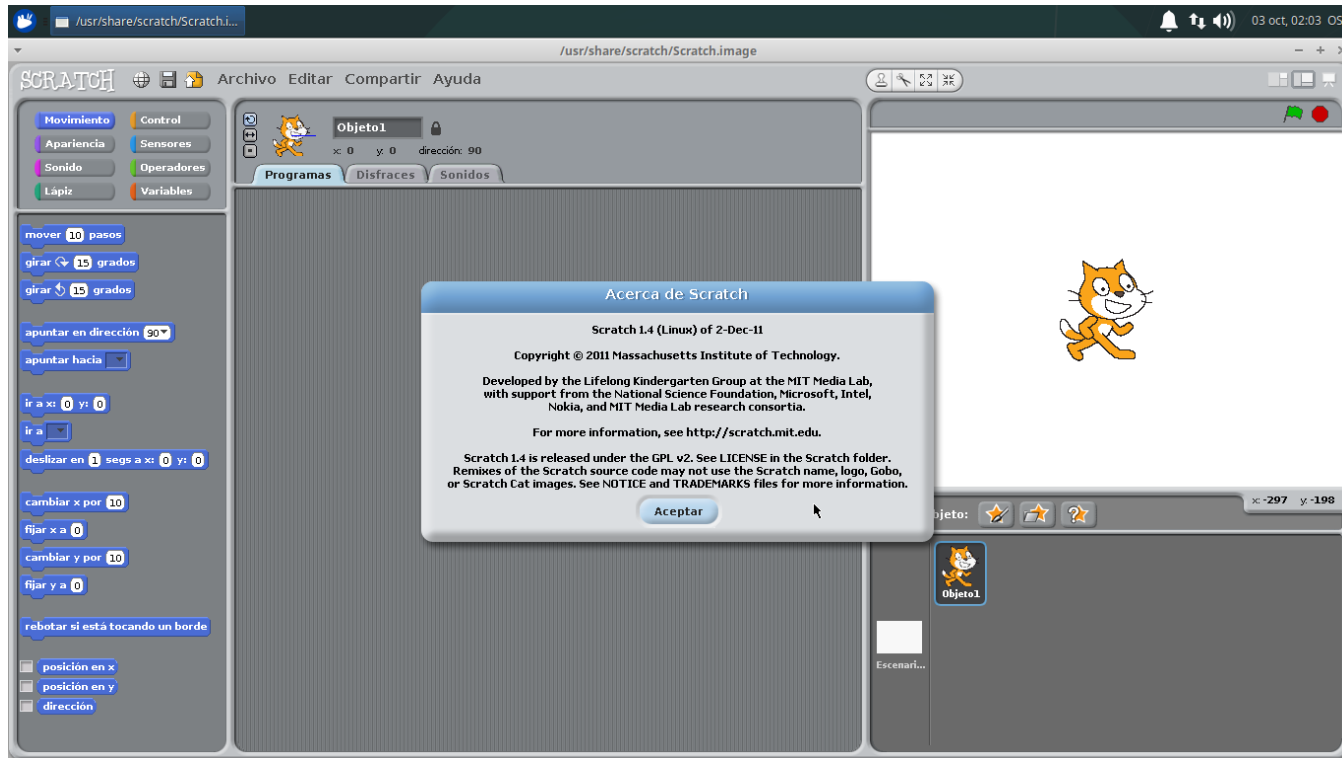 /usr/share/scratch/Scratch.i...
03 oct, 02:03 OS
/usr/share/scratch/Scratch.image
SCRATCH
Archivo Editar Compartir Ayuda
Movimiento Control
Apariencia Sensores
Sonido Operadores
Lápiz Variables
Objeto1
x: 0 y: 0 dirección: 90
Programas Disfraces Sonidos
mover 10 pasos
girar 15 grados
girar 15 grados
apuntar en dirección 90
apuntar hacia
ir a x: 0 y: 0
ir a
deslizar en 1 segs a x: 0 y: 0
cambiar x por 10
fijar x a 0
cambiar y por 10
fijar y a 0
rebotar si está tocando un borde
posición en x
posición en y
dirección
Acerca de Scratch
Scratch 1.4 (Linux) of 2-Dec-11
Copyright © 2011 Massachusetts Institute of Technology.
Developed by the Lifelong Kindergarten Group at the MIT Media Lab,
with support from the National Science Foundation, Microsoft, Intel,
Nokia, and MIT Media Lab research consortia.
For more information, see http://scratch.mit.edu.
Scratch 1.4 is released under the GPL v2. See LICENSE in the Scratch folder.
Remixes of the Scratch source code may not use the Scratch name, logo, Gobo,
or Scratch Cat images. See NOTICE and TRADEMARKS files for more information.
Aceptar
x: -297 y: -198
bjeto:
Objeto1
Escenari...